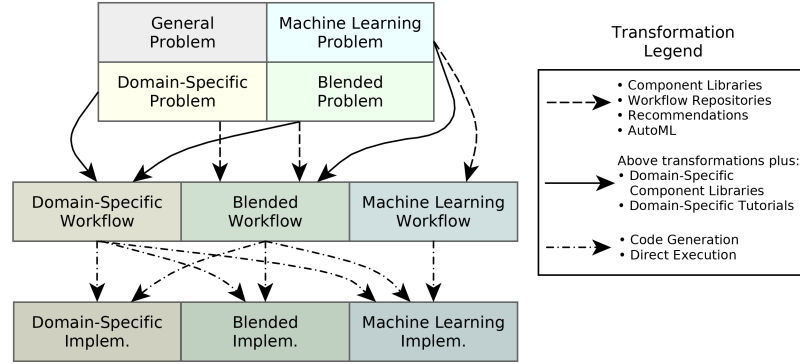 General
Problem
Machine Learning
Problem
Domain-Specific
Problem
Blended
Problem
Domain-Specific
Workflow
Blended
Workflow
Machine Learning
Workflow
Domain-Specific
Implem.
Blended
Implem.
Machine Learning
Implem.
Transformation
Legend
• Component Libraries
• Workflow Repositories
• Recommendations
• AutoML
Above transformations plus:
• Domain-Specific
Component Libraries
• Domain-Specific Tutorials
• Code Generation
• Direct Execution